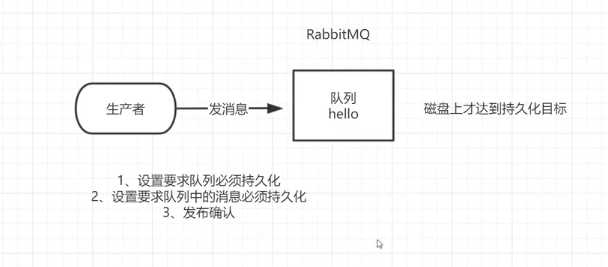 RabbitMQ
生产者
发消息
队列
hello
磁盘上才达到持久化目标
1、设置要求队列必须持久化
2、设置要求队列中的消息必须持久化
3、发布确认